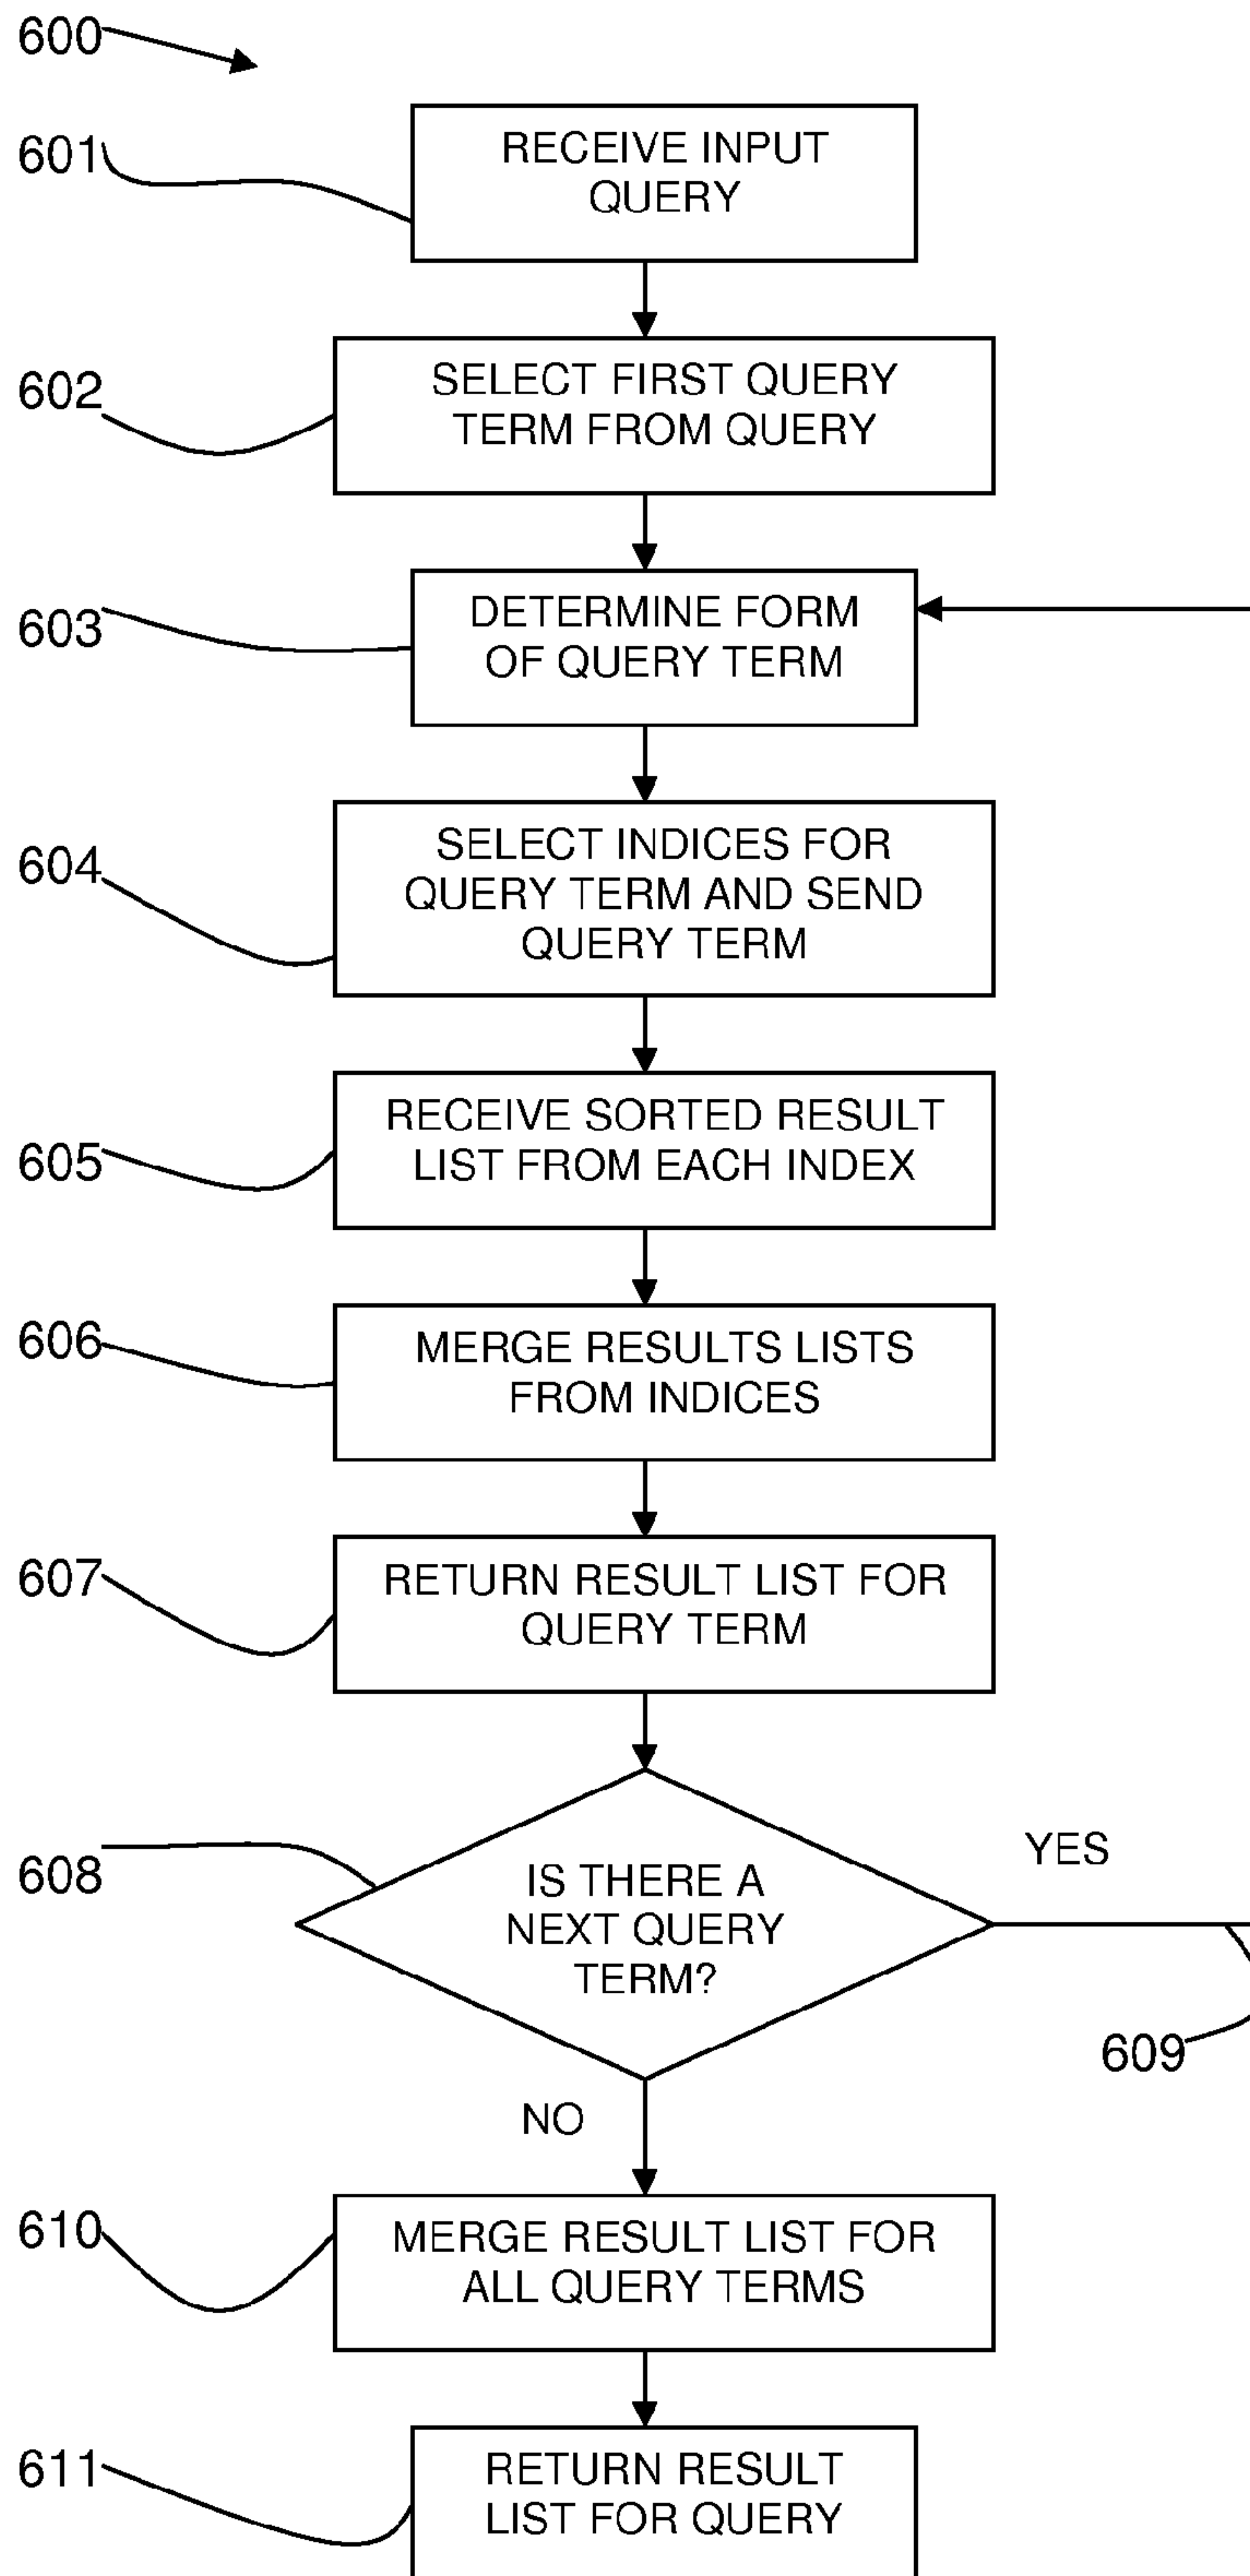 600
601
RECEIVE INPUT
QUERY
602
SELECT FIRST QUERY
TERM FROM QUERY
603
DETERMINE FORM
OF QUERY TERM
604
SELECT INDICES FOR
QUERY TERM AND SEND
QUERY TERM
605
RECEIVE SORTED RESULT
LIST FROM EACH INDEX
606
MERGE RESULTS LISTS
FROM INDICES
607
RETURN RESULT LIST FOR
QUERY TERM
608
IS THERE A
NEXT QUERY
TERM?
YES
609
NO
610
MERGE RESULT LIST FOR
ALL QUERY TERMS
611
RETURN RESULT
LIST FOR QUERY